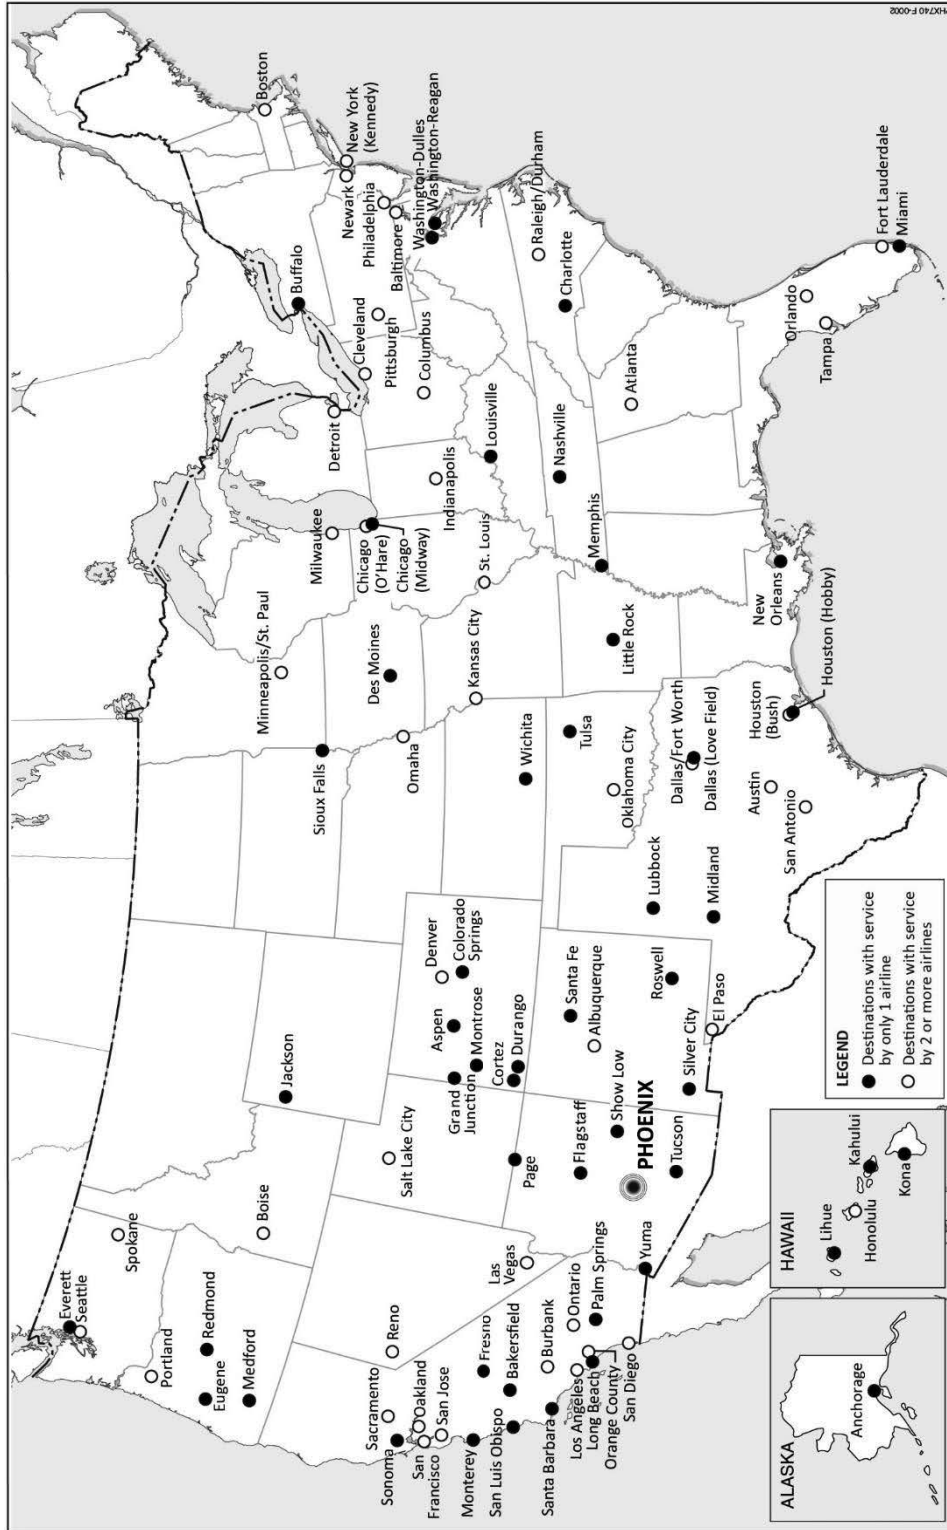 Everett
Seattle
Spokane
Portland
Redmond
Eugene
Medford
Boise
Jackson
Minneapolis/St. Paul
Sioux Falls
Milwaukee
Detroit
Buffalo
Boston
Sacramento
Reno
Sonoma
Oakland
San
Francisco
San Jose
Monterey
Fresno
San Luis Obispo
Bakersfield
Santa Barbara
Burbank
Los Angeles
Long Beach
Orange County
Ontario
Palm Springs
San Diego
Las
Vegas
Salt Lake City
Page
Flagstaff
Show Low
PHOENIX
Tucson
Yuma
Grand
Junction
Aspen
Montrose
Cortez
Durango
Denver
Colorado
Springs
Santa Fe
Albuquerque
Roswell
Silver City
El Paso
Omaha
Des Moines
Wichita
Kansas City
Tulsa
Oklahoma City
Little Rock
Lubbock
Midland
Dallas/Fort Worth
Dallas (Love Field)
Austin
San Antonio
Houston
(Bush)
Houston (Hobby)
Chicago
(O'Hare)
Chicago
(Midway)
St. Louis
Indianapolis
Louisville
Nashville
Memphis
New
Orleans
Cleveland
Pittsburgh
Columbus
New York
(Kennedy)
Newark
Philadelphia
Baltimore
Washington-Dulles
Washington-Reagan
Raleigh/Durham
Charlotte
Atlanta
Orlando
Tampa
Fort Lauderdale
Miami
ALASKA
Anchorage
HAWAII
Lihue
Honolulu
Kahului
Kona
LEGEND
Destinations with service
by only 1 airline
Destinations with service
by 2 or more airlines
PHX740 F-0002